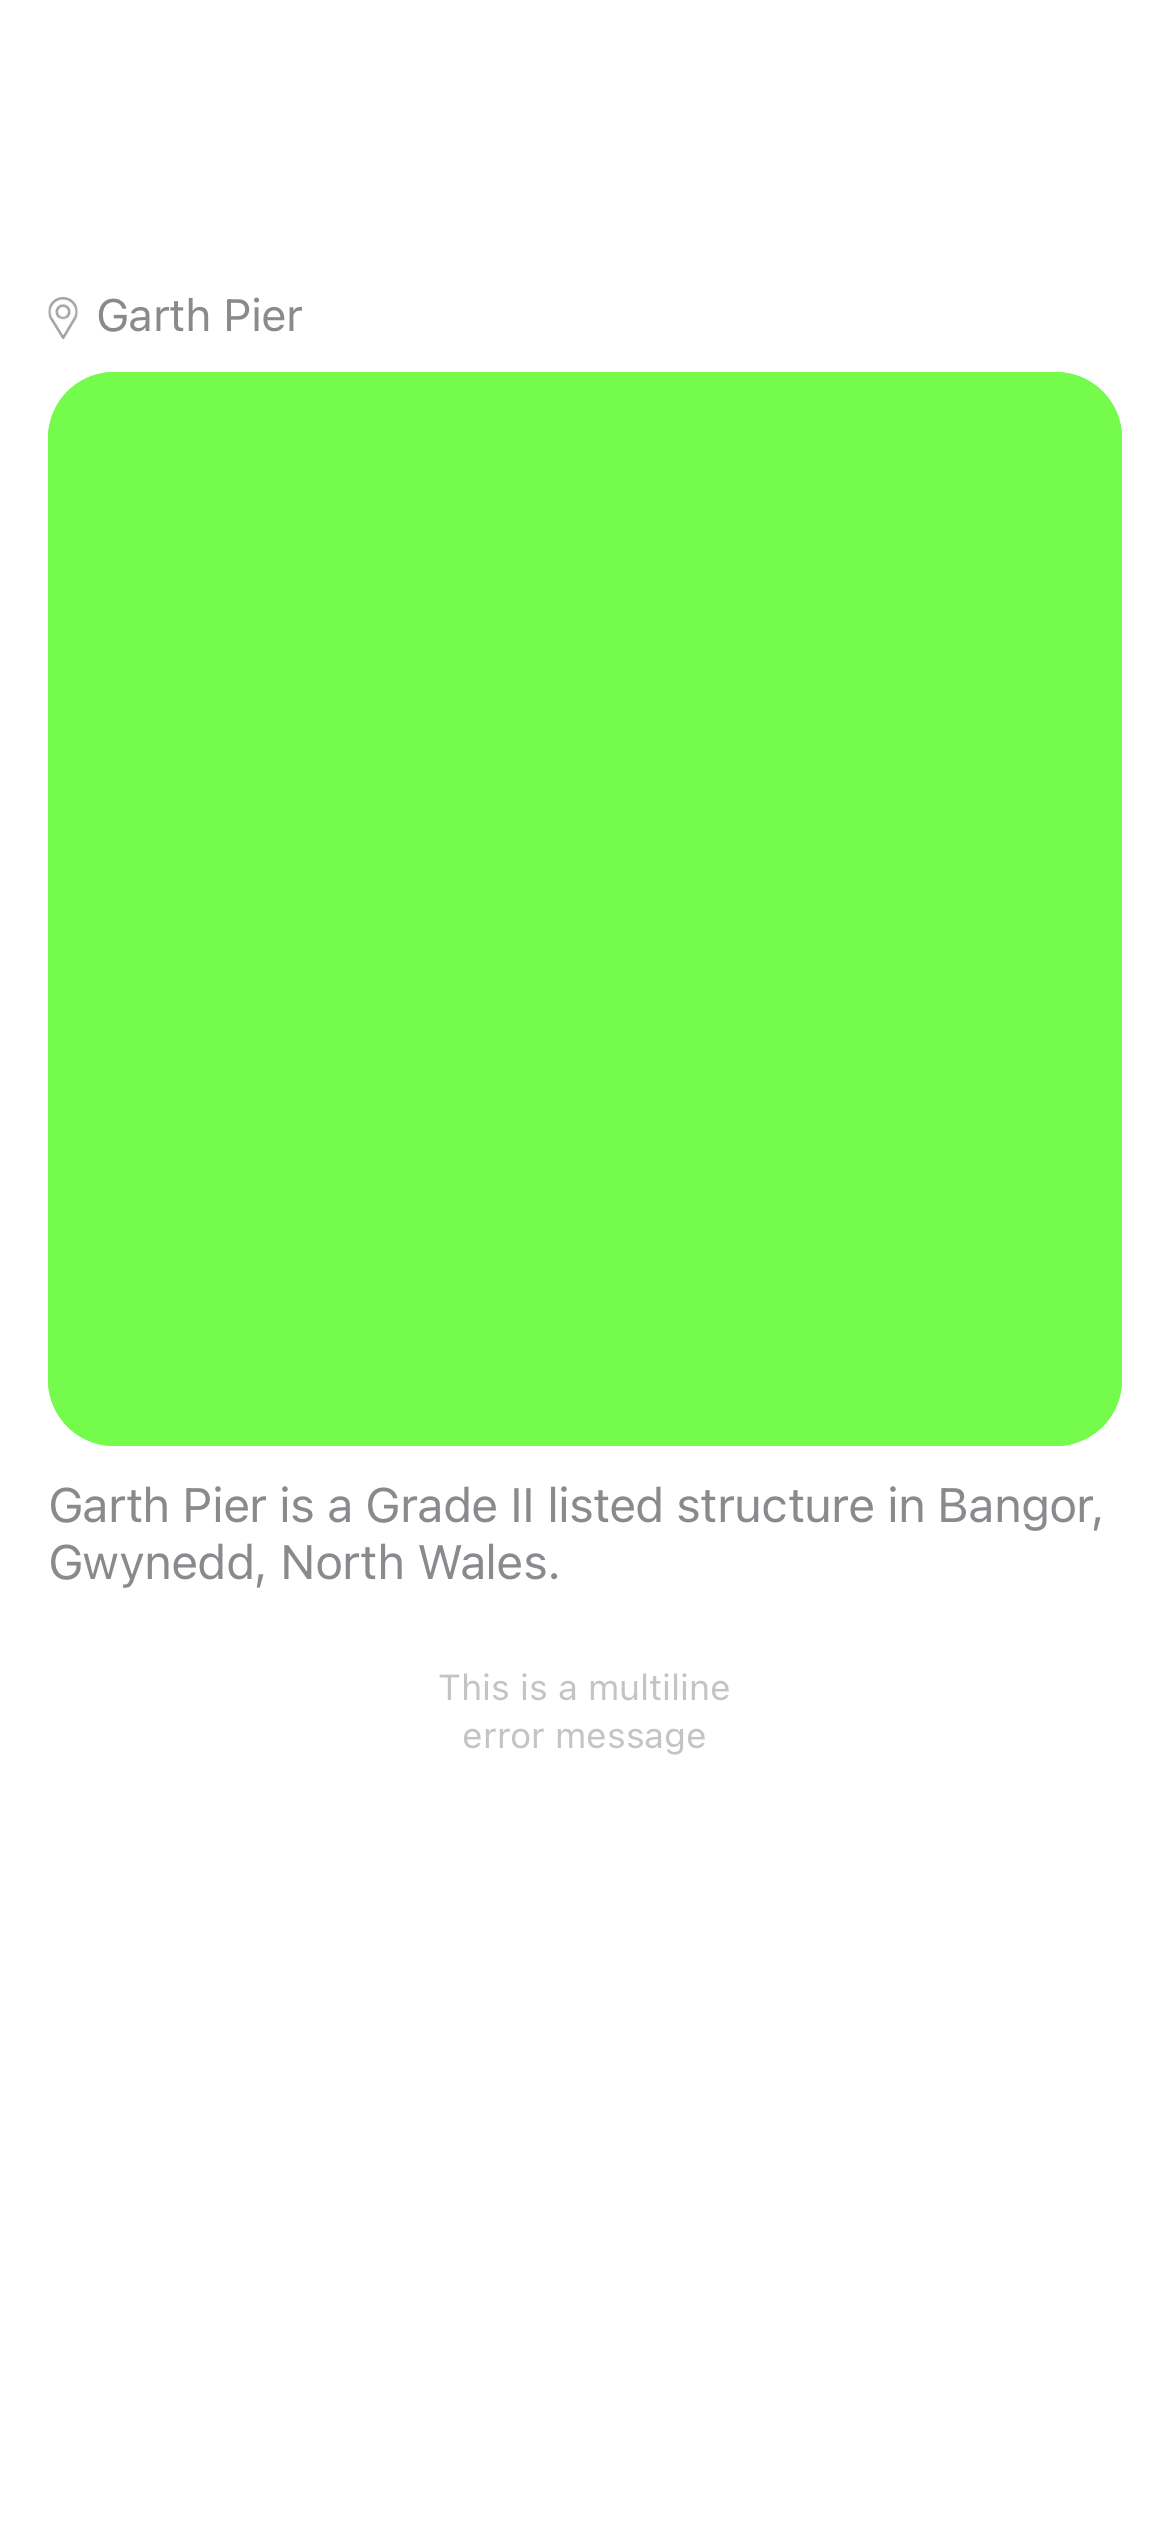 Garth Pier
Garth Pier is a Grade II listed structure in Bangor,
Gwynedd, North Wales.
This is a multiline
error message